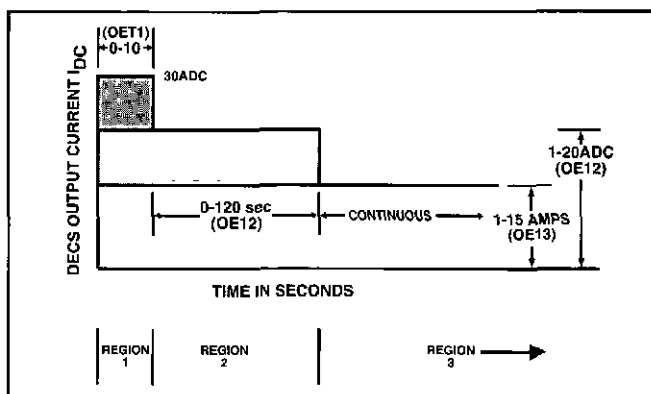 (OET1)
0-10
30ADC
DECS OUTPUT CURRENT IDC
1-20ADC
(OE12)
0-120 sec
(OE12)
CONTINUOUS
1-15 AMPS
(OE13)
TIME IN SECONDS
REGION
1
REGION
2
REGION
3